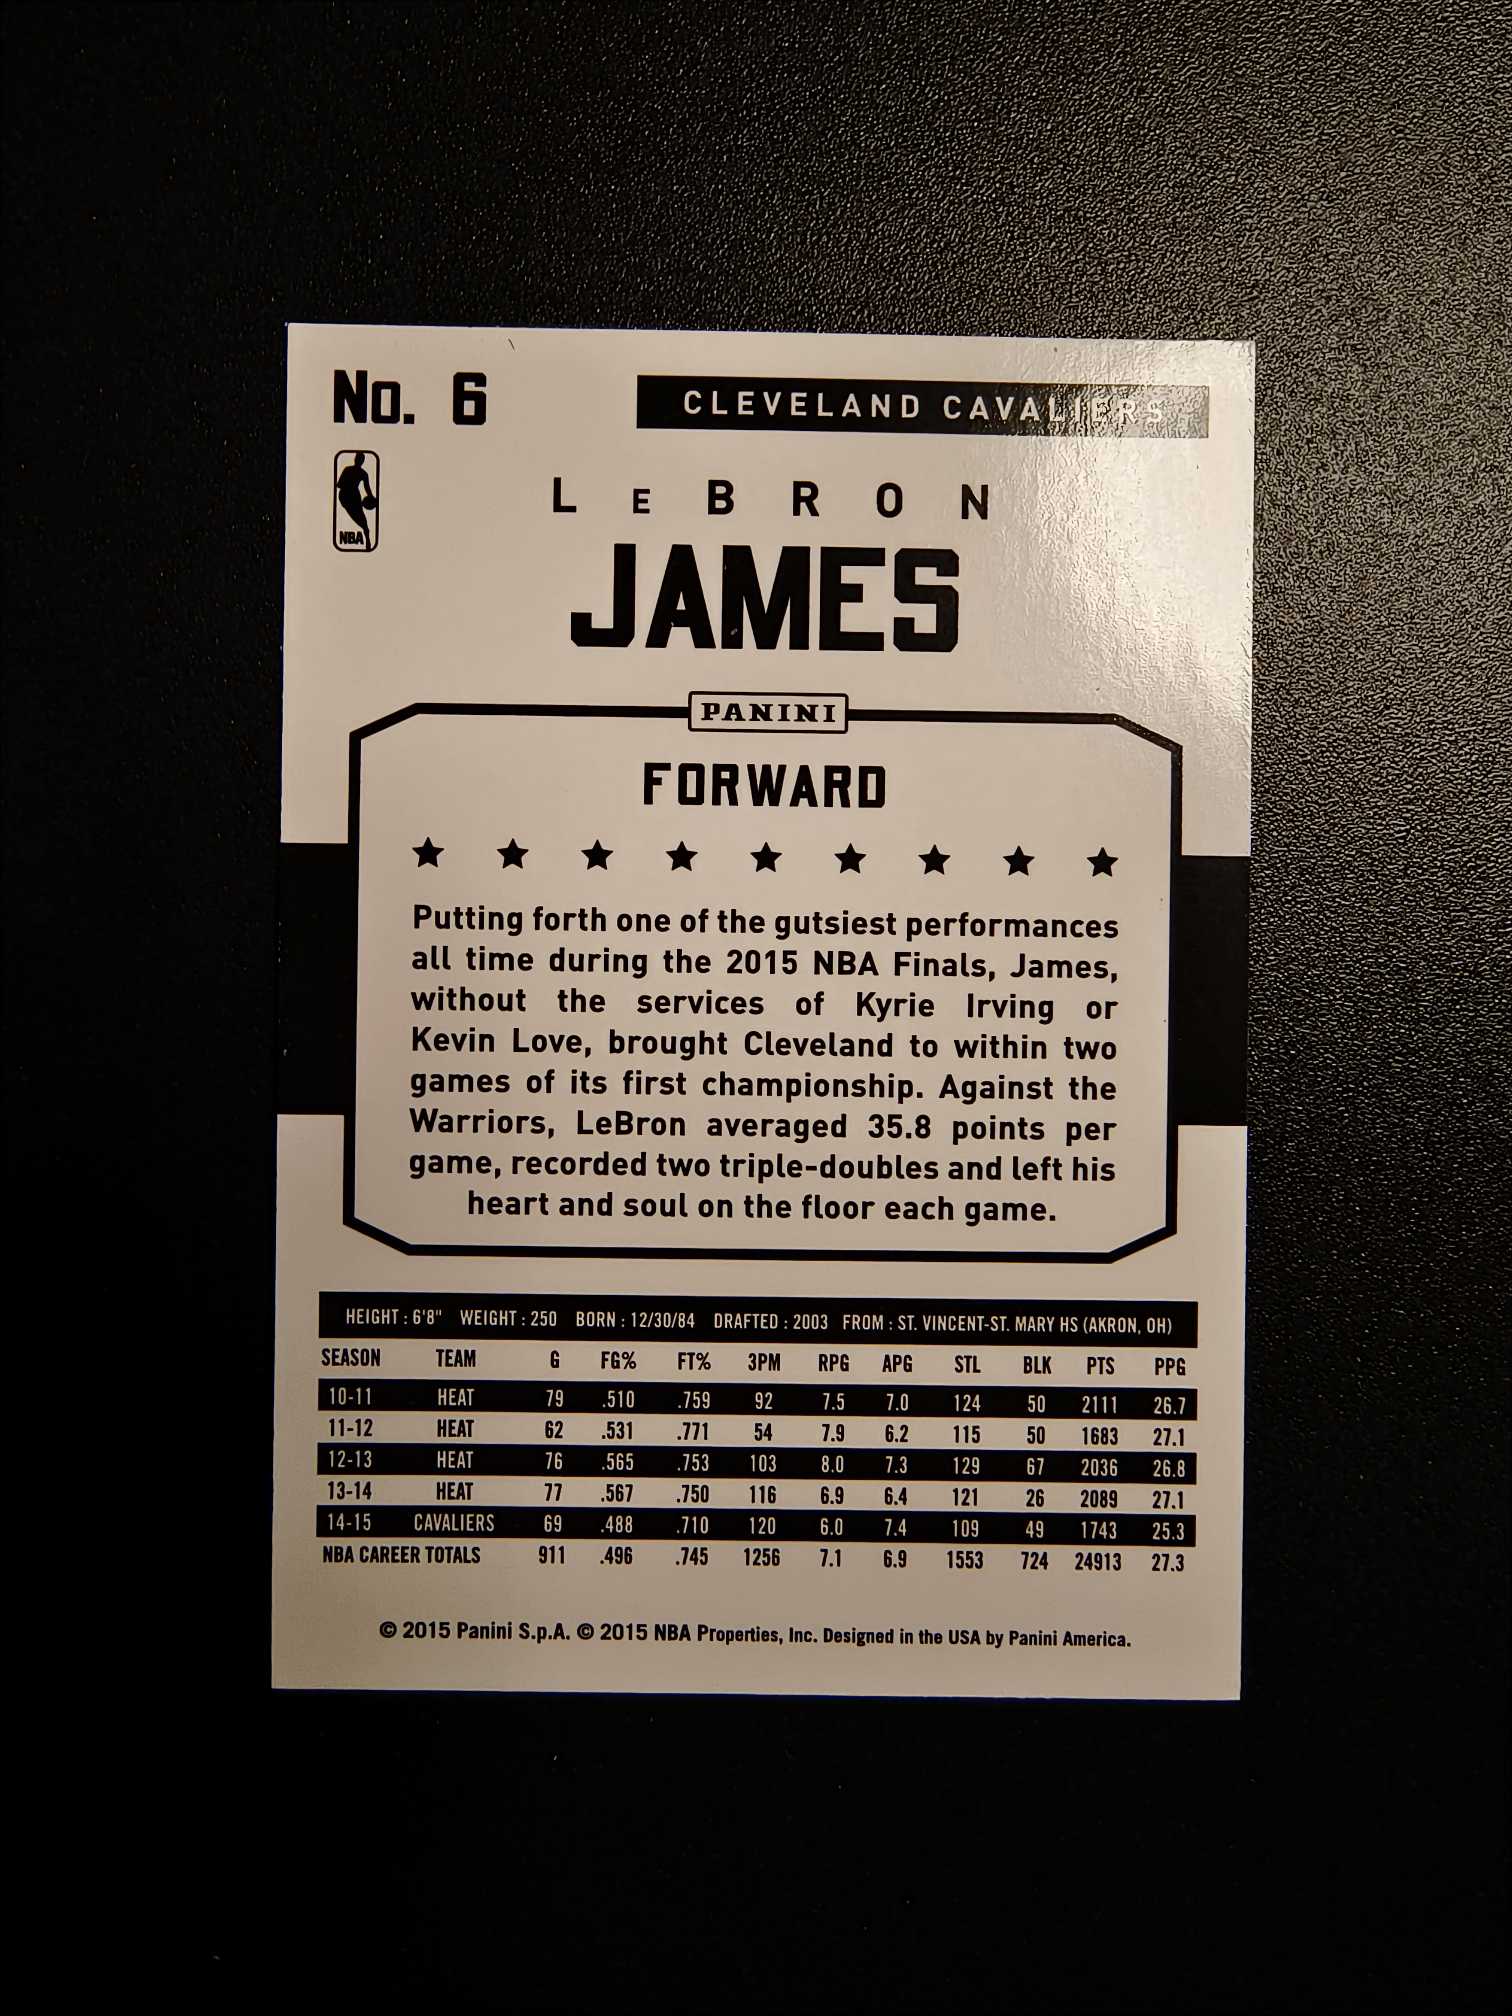 No. 6
CLEVELAND CAVALIERS
NBA
LeBRON
JAMES
PANINI
FORWARD
Putting forth one of the gutsiest performances
all time during the 2015 NBA Finals, James,
without the services of Kyrie Irving or
Kevin Love, brought Cleveland to within two
games of its first championship. Against the
Warriors, LeBron averaged 35.8 points per
game, recorded two triple-doubles and left his
heart and soul on the floor each game.
HEIGHT : 6'8" WEIGHT : 250 BORN : 12/30/84 DRAFTED : 2003 FROM : ST. VINCENT-ST. MARY HS (AKRON, OH)
SEASON TEAM G FG% FT% 3PM RPG APG STL BLK PTS PPG
10-11 HEAT 79 .510 .759 92 7.5 7.0 124 50 2111 26.7
11-12 HEAT 62 .531 .771 54 7.9 6.2 115 50 1683 27.1
12-13 HEAT 76 .565 .753 103 8.0 7.3 129 67 2036 26.8
13-14 HEAT 77 .567 .750 116 6.9 6.4 121 26 2089 27.1
14-15 CAVALIERS 69 .488 .710 120 6.0 7.4 109 49 1743 25.3
NBA CAREER TOTALS 911 .496 .745 1256 7.1 6.9 1553 724 24913 27.3
© 2015 Panini S.p.A. © 2015 NBA Properties, Inc. Designed in the USA by Panini America.